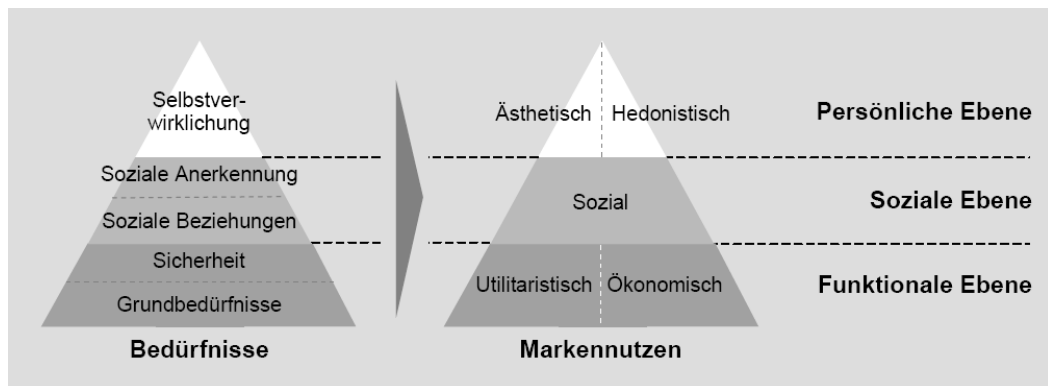 Selbstver-
wirklichung
Soziale Anerkennung
Soziale Beziehungen
Sicherheit
Grundbedürfnisse
Bedürfnisse
Ästhetisch
Hedonistisch
Sozial
Utilitaristisch
Ökonomisch
Markennutzen
Persönliche Ebene
Soziale Ebene
Funktionale Ebene